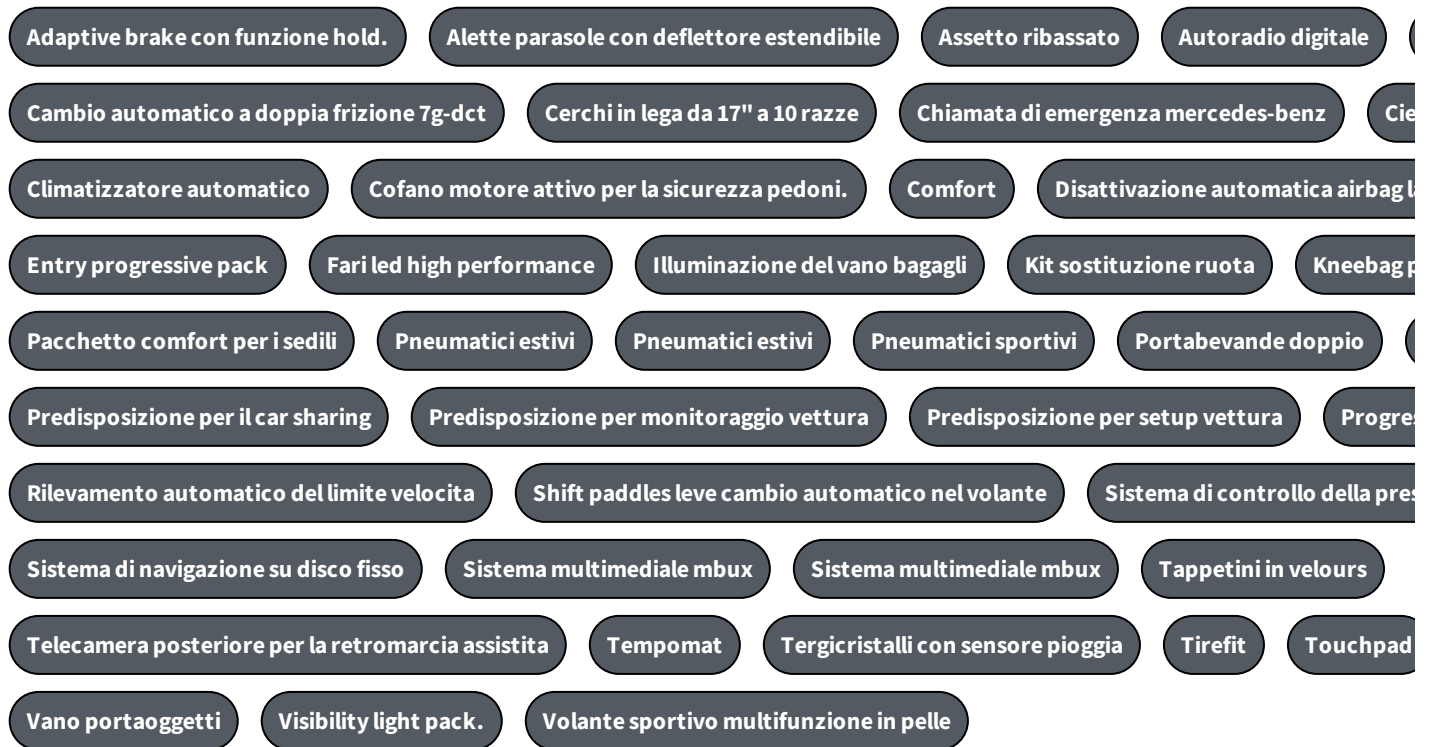 Adaptive brake con funzione hold. Alette parasole con deflettore estendibile Assetto ribassato Autoradio digitale
Cambio automatico a doppia frizione 7g-dct Cerchi in lega da 17" a 10 razze Chiamata di emergenza mercedes-benz
Climatizzatore automatico Cofano motore attivo per la sicurezza pedoni. Comfort Disattivazione automatica airbag
Entry progressive pack Fari led high performance Illuminazione del vano bagagli Kit sostituzione ruota Kneebag
Pacchetto comfort per i sedili Pneumatici estivi Pneumatici estivi Pneumatici sportivi Portabevande doppio
Predisposizione per il car sharing Predisposizione per monitoraggio vettura Predisposizione per setup vettura
Rilevamento automatico del limite velocita Shift paddles leve cambio automatico nel volante Sistema di controllo della
Sistema di navigazione su disco fisso Sistema multimediale mbux Sistema multimediale mbux Tappetini in velours
Telecamera posteriore per la retromarcia assistita Tempomat Tergicristalli con sensore pioggia Tirefit Touchpad
Vano portaoggetti Visibility light pack. Volante sportivo multifunzione in pelle